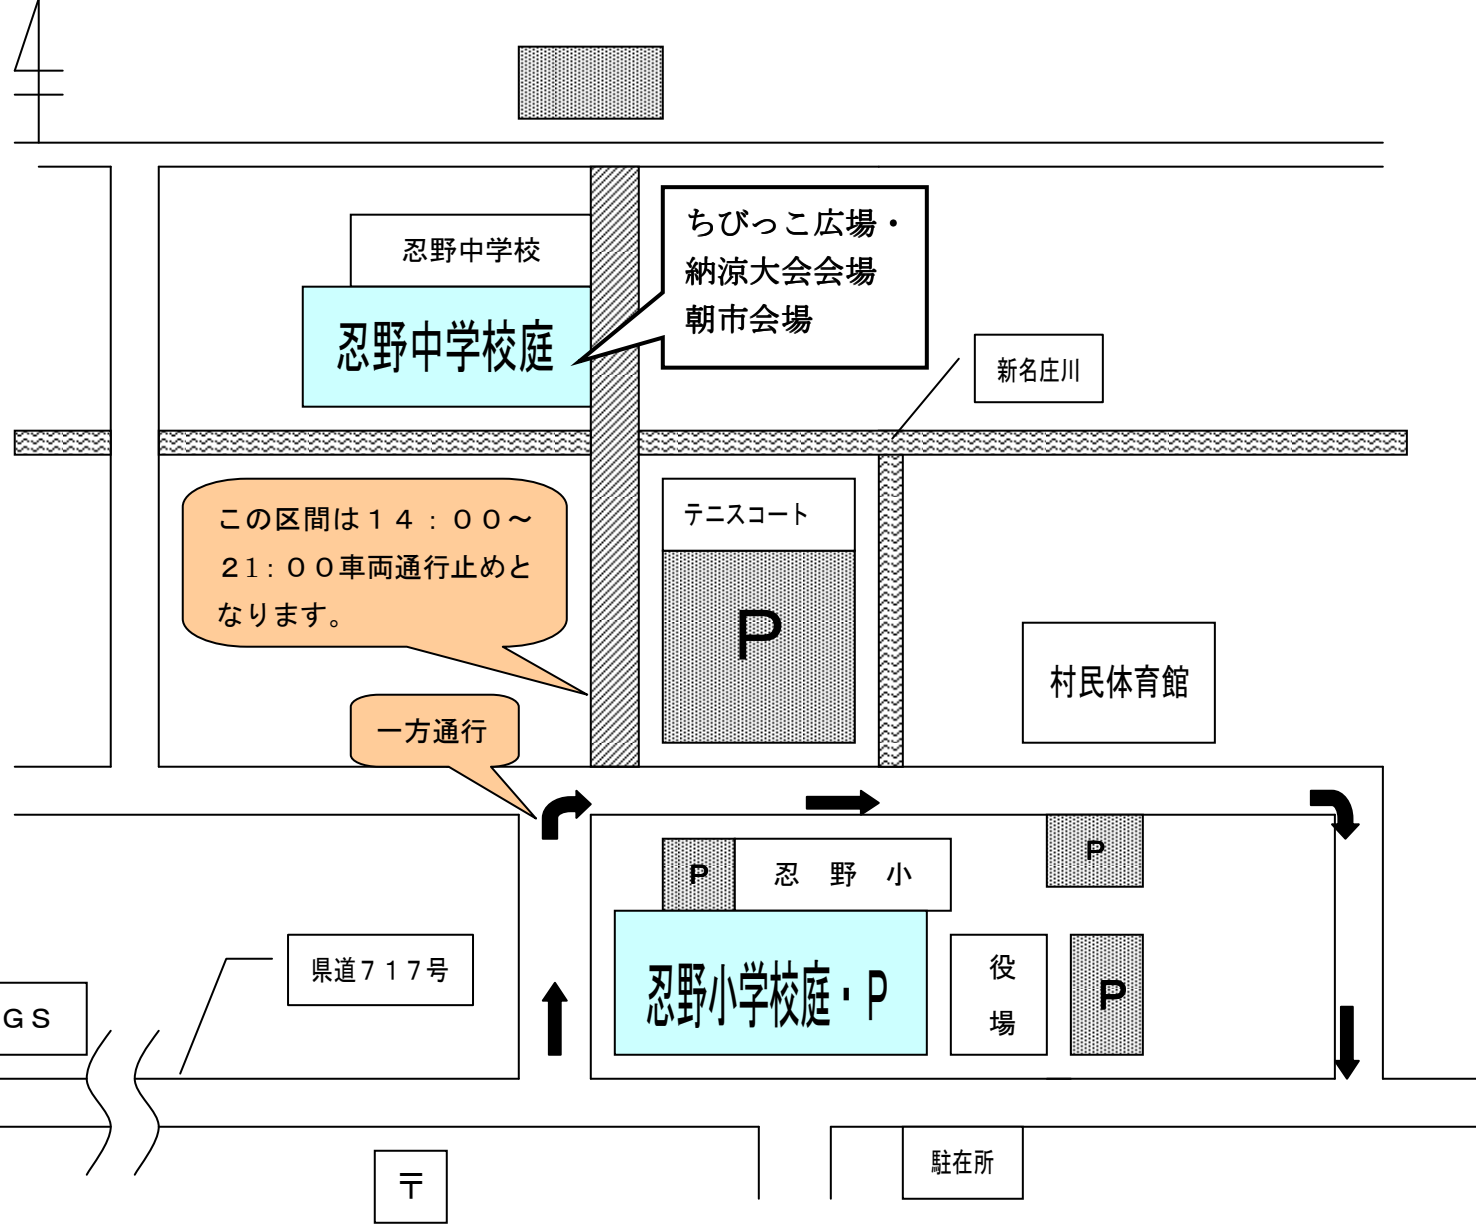 ちびっこ広場・
納涼大会会場
朝市会場
忍野中学校
忍野中学校庭
新名庄川
この区間は１４：００～
２1：００車両通行止めと
なります。
テニスコート
P
村民体育館
一方通行
P
忍　野　小
P
忍野小学校庭・P
役
場
P
県道７１７号
ＧＳ
〒
駐在所